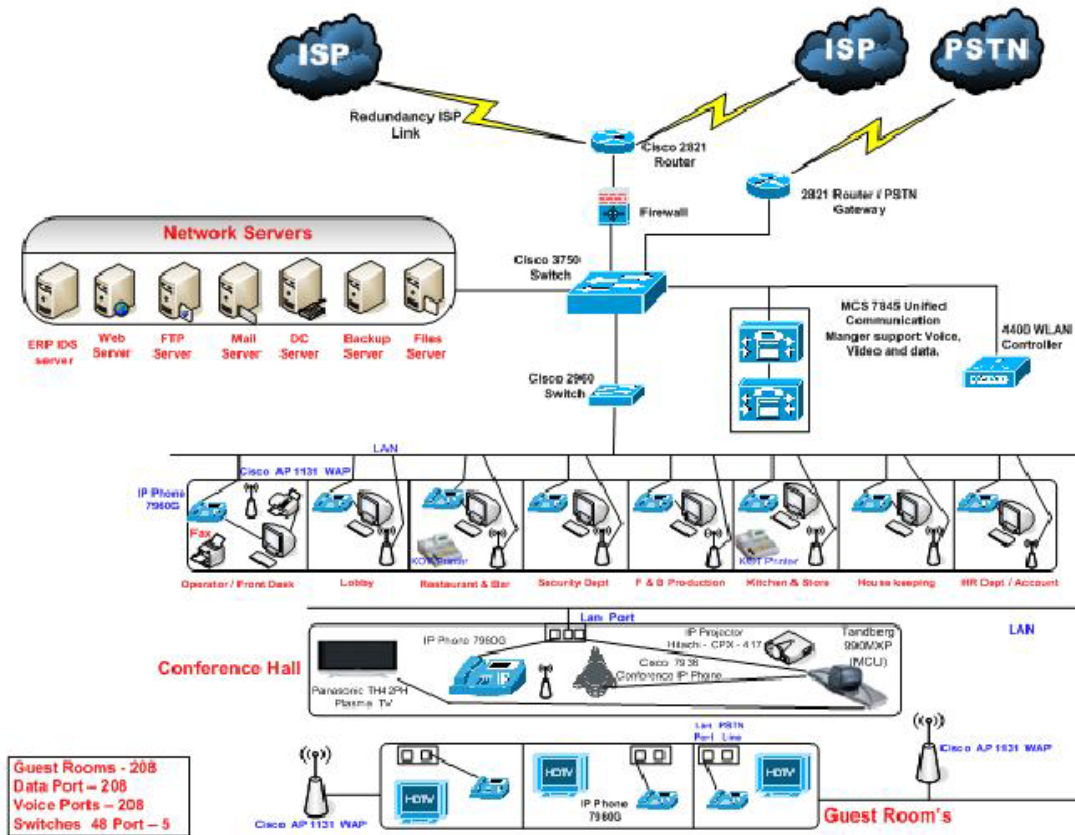 ISP
ISP
PSTN
Redundancy ISP
Link
Cisco 2821
Router
2821 Router / PSTN
Gateway
Firewall
Network Servers
Cisco 3750
Switch
MCS 7845 Unified
Communication
Manger support Voice,
Video and data.
4400 WLAN
Controller
ERP IDS
server
Web
Server
FTP
Server
Mail
Server
DC
Server
Backup
Server
Files
Server
Cisco 2960
Switch
LAN
Cisco AP 1131 WAP
IP Phone
7960G
Fax
KOT Printer
KOT Printer
Operator / Front Desk
Lobby
Restaurant & Bar
Security Dept
F & B Production
Kitchen & Store
House keeping
HR Dept / Account
Lan Port
LAN
Conference Hall
IP Phone 7960G
IP Projector
Hitachi - CPX - 417
Tandberg
990MXP
(MCU)
Cisco 7936
Conference IP Phone
Panasonic TH42PH
Plasma TV
Lan PSTN
Port Line
Cisco AP 1131 WAP
HDTV
HDTV
HDTV
IP Phone
7960G
Cisco AP 1131 WAP
Guest Room's
Guest Rooms - 208
Data Port – 208
Voice Ports – 208
Switches 48 Port – 5